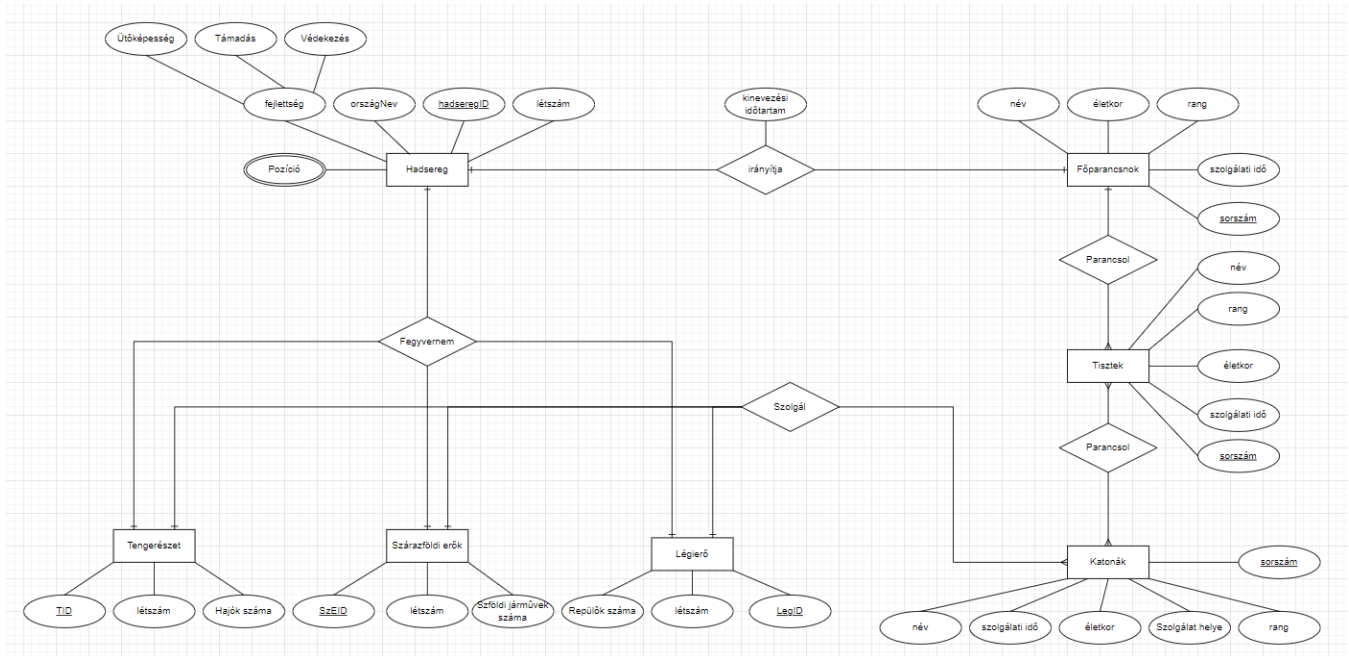 Ütőképesség
Támadás
Védekezés
fejlettség
országNev
hadseregID
létszám
kinevezési
időtartam
név
életkor
rang
Pozíció
Hadsereg
irányítja
Főparancsnok
szolgálati idő
sorszám
Parancsol
név
rang
Fegyvernem
Tisztek
életkor
Szolgál
szolgálati idő
Parancsol
sorszám
Tengerészet
Szárazföldi erők
Légierő
Katonák
sorszám
TID
létszám
Hajók száma
SzEID
létszám
Szföldi járművek
száma
Repülők száma
létszám
LegID
név
szolgálati idő
életkor
Szolgálat helye
rang